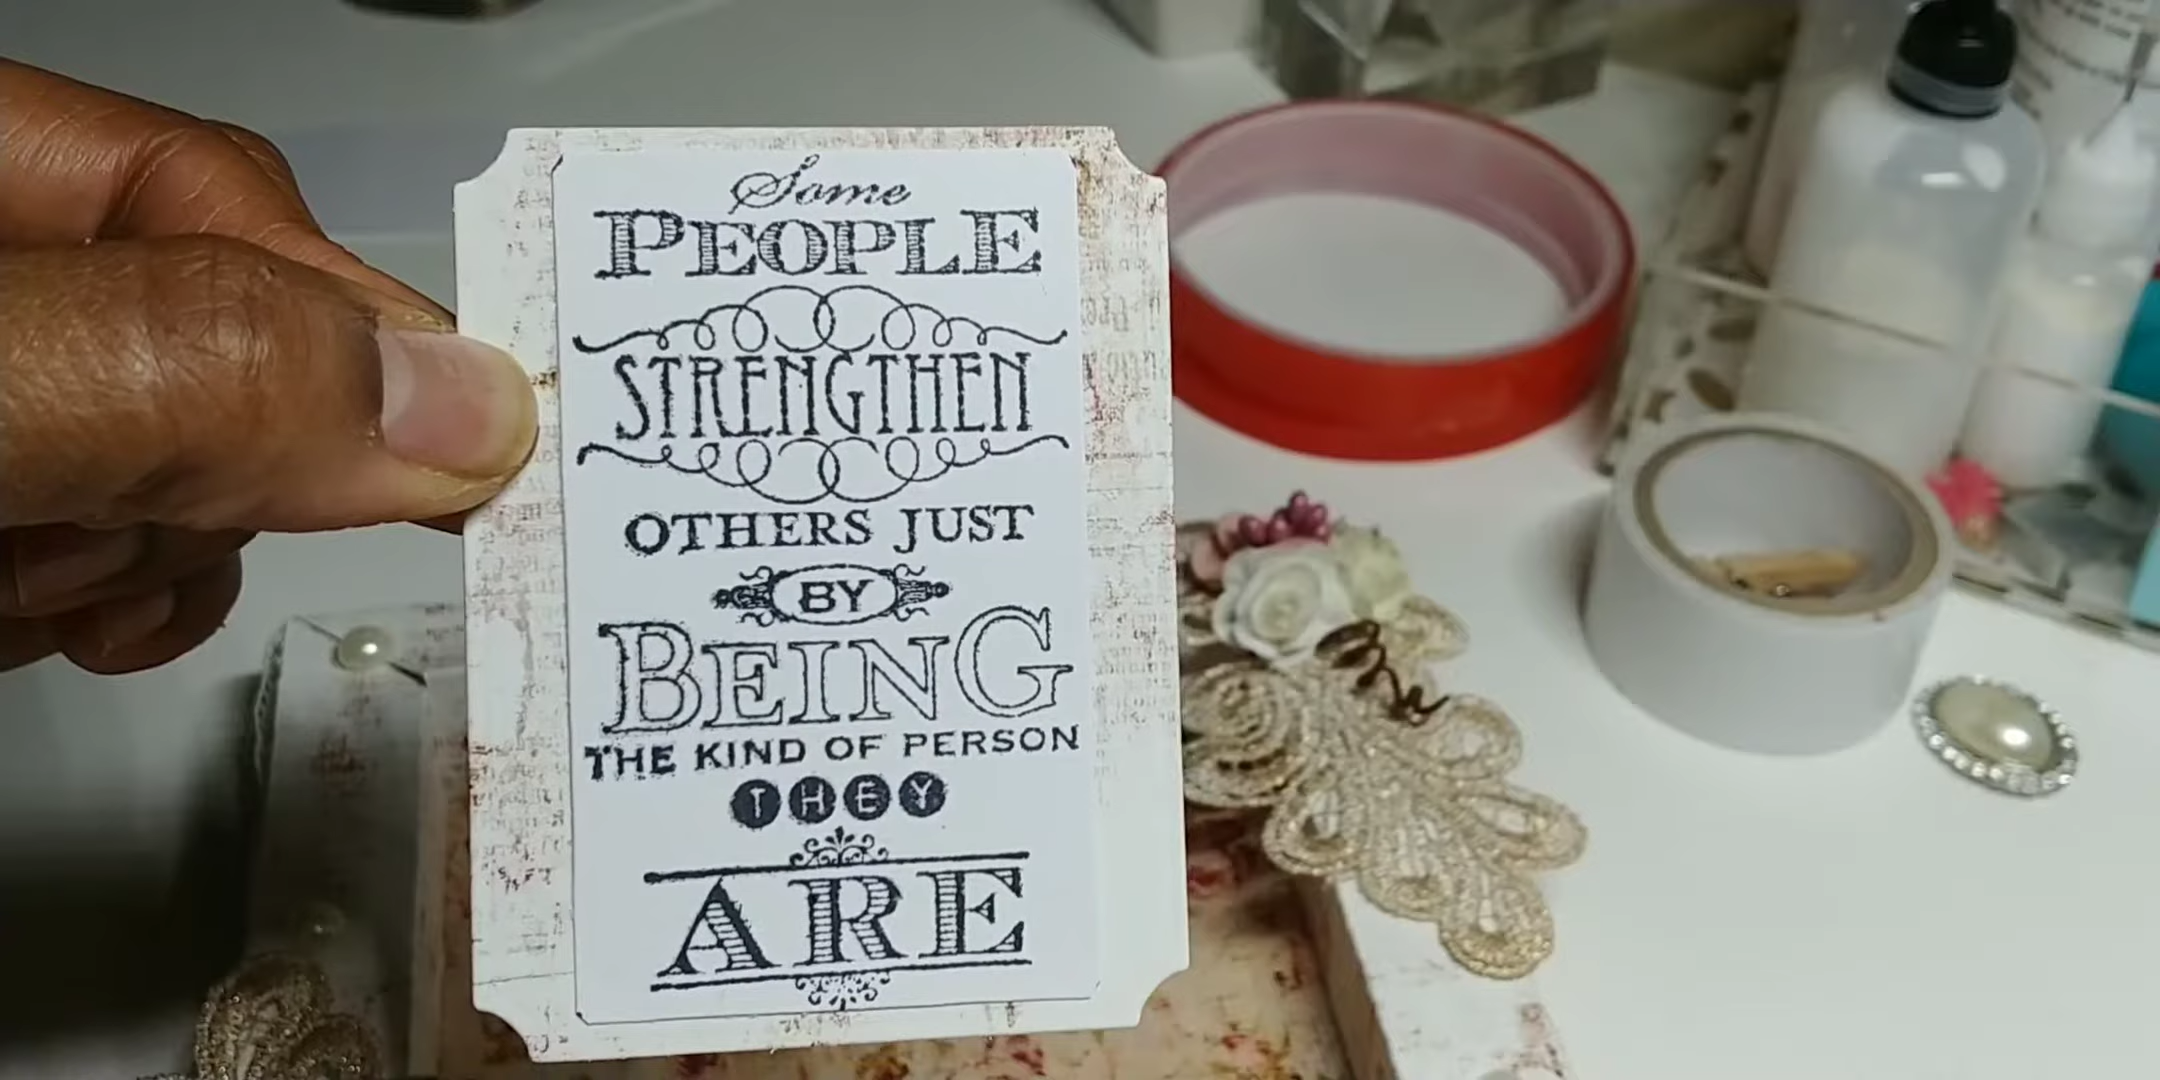 Some
PEOPLE
STRENGTHEN
OTHERS JUST
BY
BEING
THE KIND OF PERSON
THEY
ARE